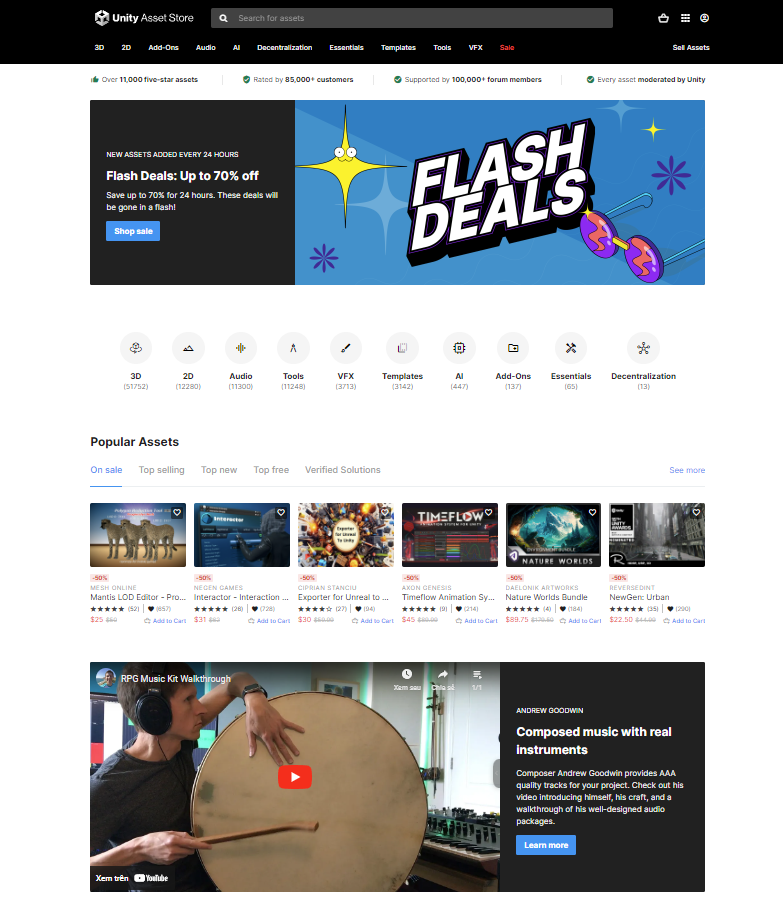 Unity Asset Store
Search for assets
3D 2D Add-Ons Audio AI Decentralization Essentials Templates Tools VFX Sale Sell Assets
Over 11,000 five-star assets
Rated by 85,000+ customers
Supported by 100,000+ forum members
Every asset moderated by Unity
NEW ASSETS ADDED EVERY 24 HOURS
Flash Deals: Up to 70% off
Save up to 70% for 24 hours. These deals will
be gone in a flash!
Shop sale
FLASH
DEALS
3D
(51752)
2D
(12280)
Audio
(11300)
Tools
(11248)
VFX
(3713)
Templates
(3142)
AI
(447)
Add-Ons
(137)
Essentials
(65)
Decentralization
(13)
Popular Assets
On sale Top selling Top new Top free Verified Solutions See more
-50%
MESH ONLINE
Mantis LOD Editor - Pro...
(52) (657)
$25 Add to Cart
Interactor
-50%
NEGEN GAMES
Interactor - Interaction ...
(28) (728)
$31 Add to Cart
Exporter
for Unreal
To Unity
-50%
CIPRIAN STANCIU
Exporter for Unreal to ...
(27) (94)
$30 Add to Cart
TIMEFLOW
ANIMATION SYSTEM FOR UNITY
-50%
AXON GENESIS
Timeflow Animation Sy...
(9) (214)
$45 Add to Cart
ENVIRONMENT BUNDLE
NATURE WORLDS
-50%
DAELONIK ARTWORKS
Nature Worlds Bundle
(4) (184)
$89.75 Add to Cart
UNITY
AWARDS
-50%
REVERSEDINT
NewGen: Urban
(35) (290)
$22.50 Add to Cart
RPG Music Kit Walkthrough
Xem sau Chia sẻ 1/1
Xem trên YouTube
ANDREW GOODWIN
Composed music with real
instruments
Composer Andrew Goodwin provides AAA
quality tracks for your project. Check out his
video introducing himself, his craft, and a
walkthrough of his well-designed audio
packages.
Learn more